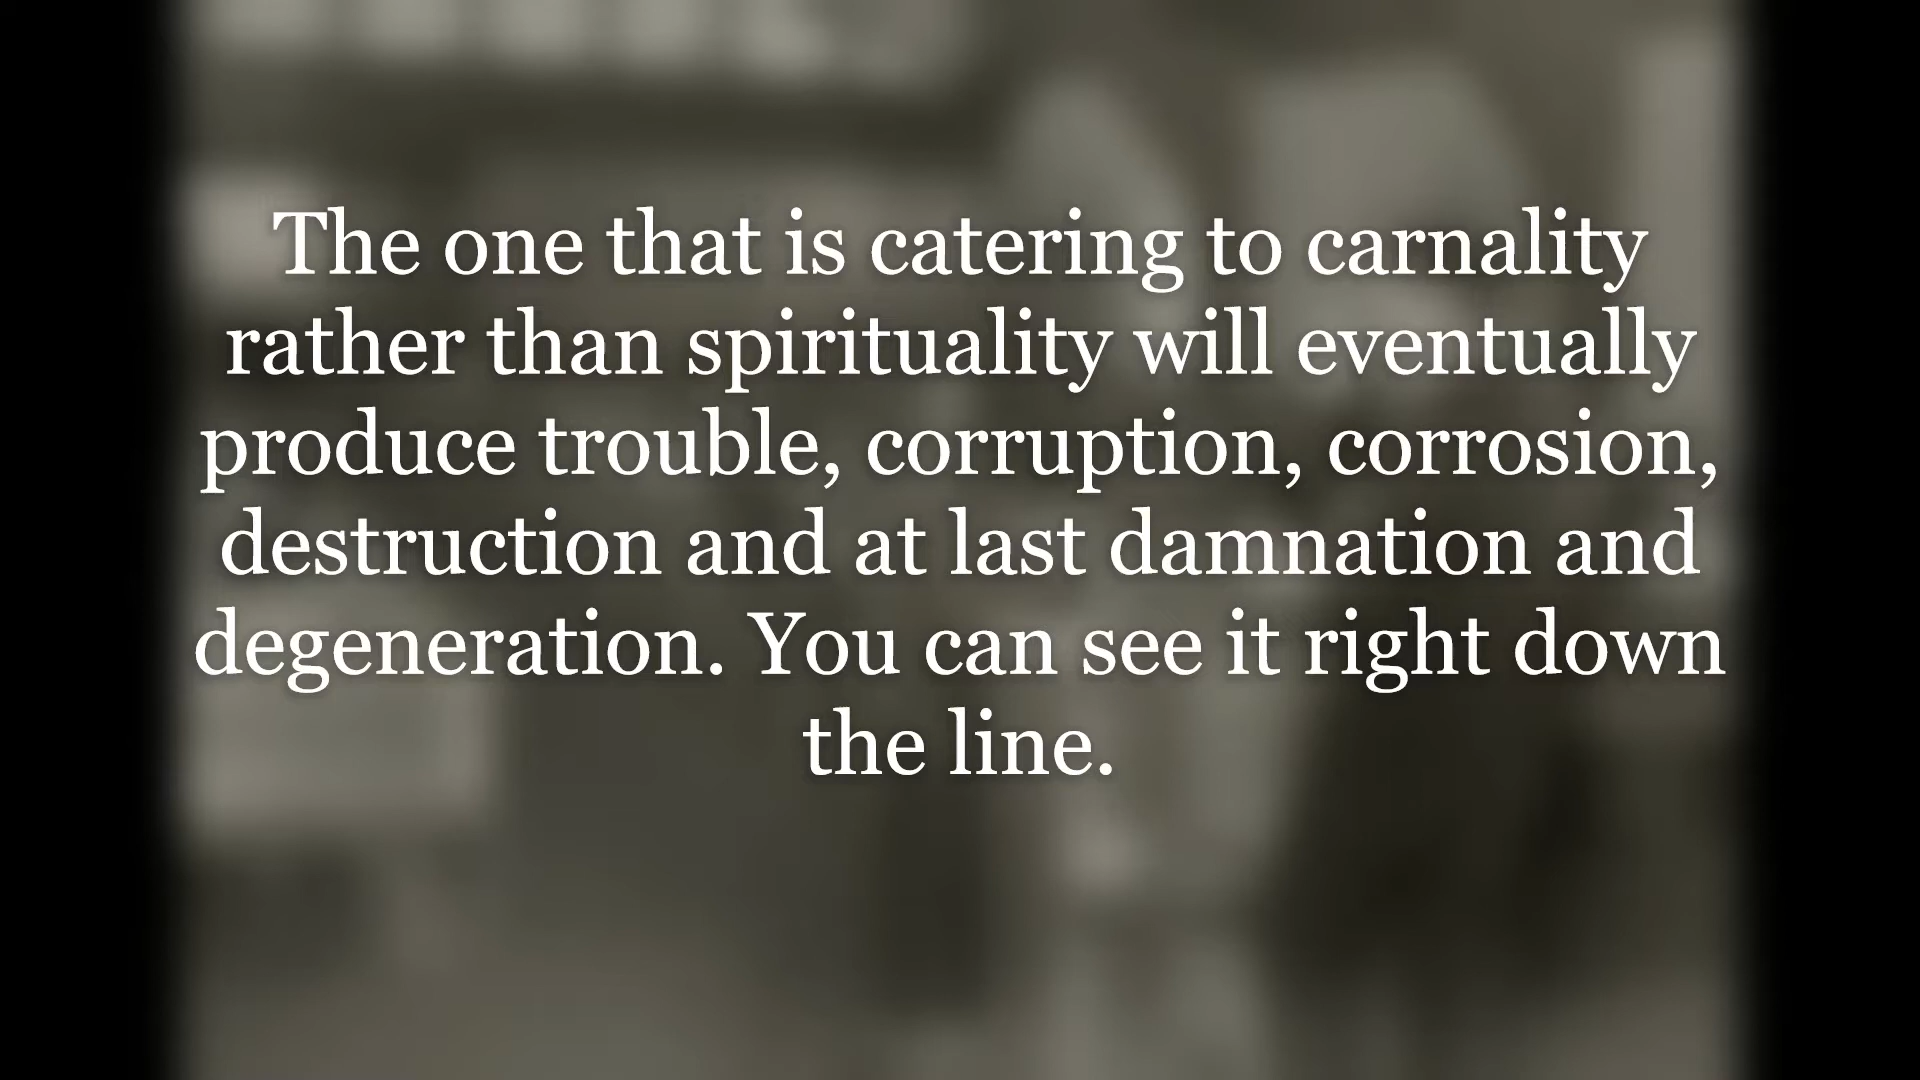 The one that is catering to carnality
rather than spirituality will eventually
produce trouble, corruption, corrosion,
destruction and at last damnation and
degeneration. You can see it right down
the line.